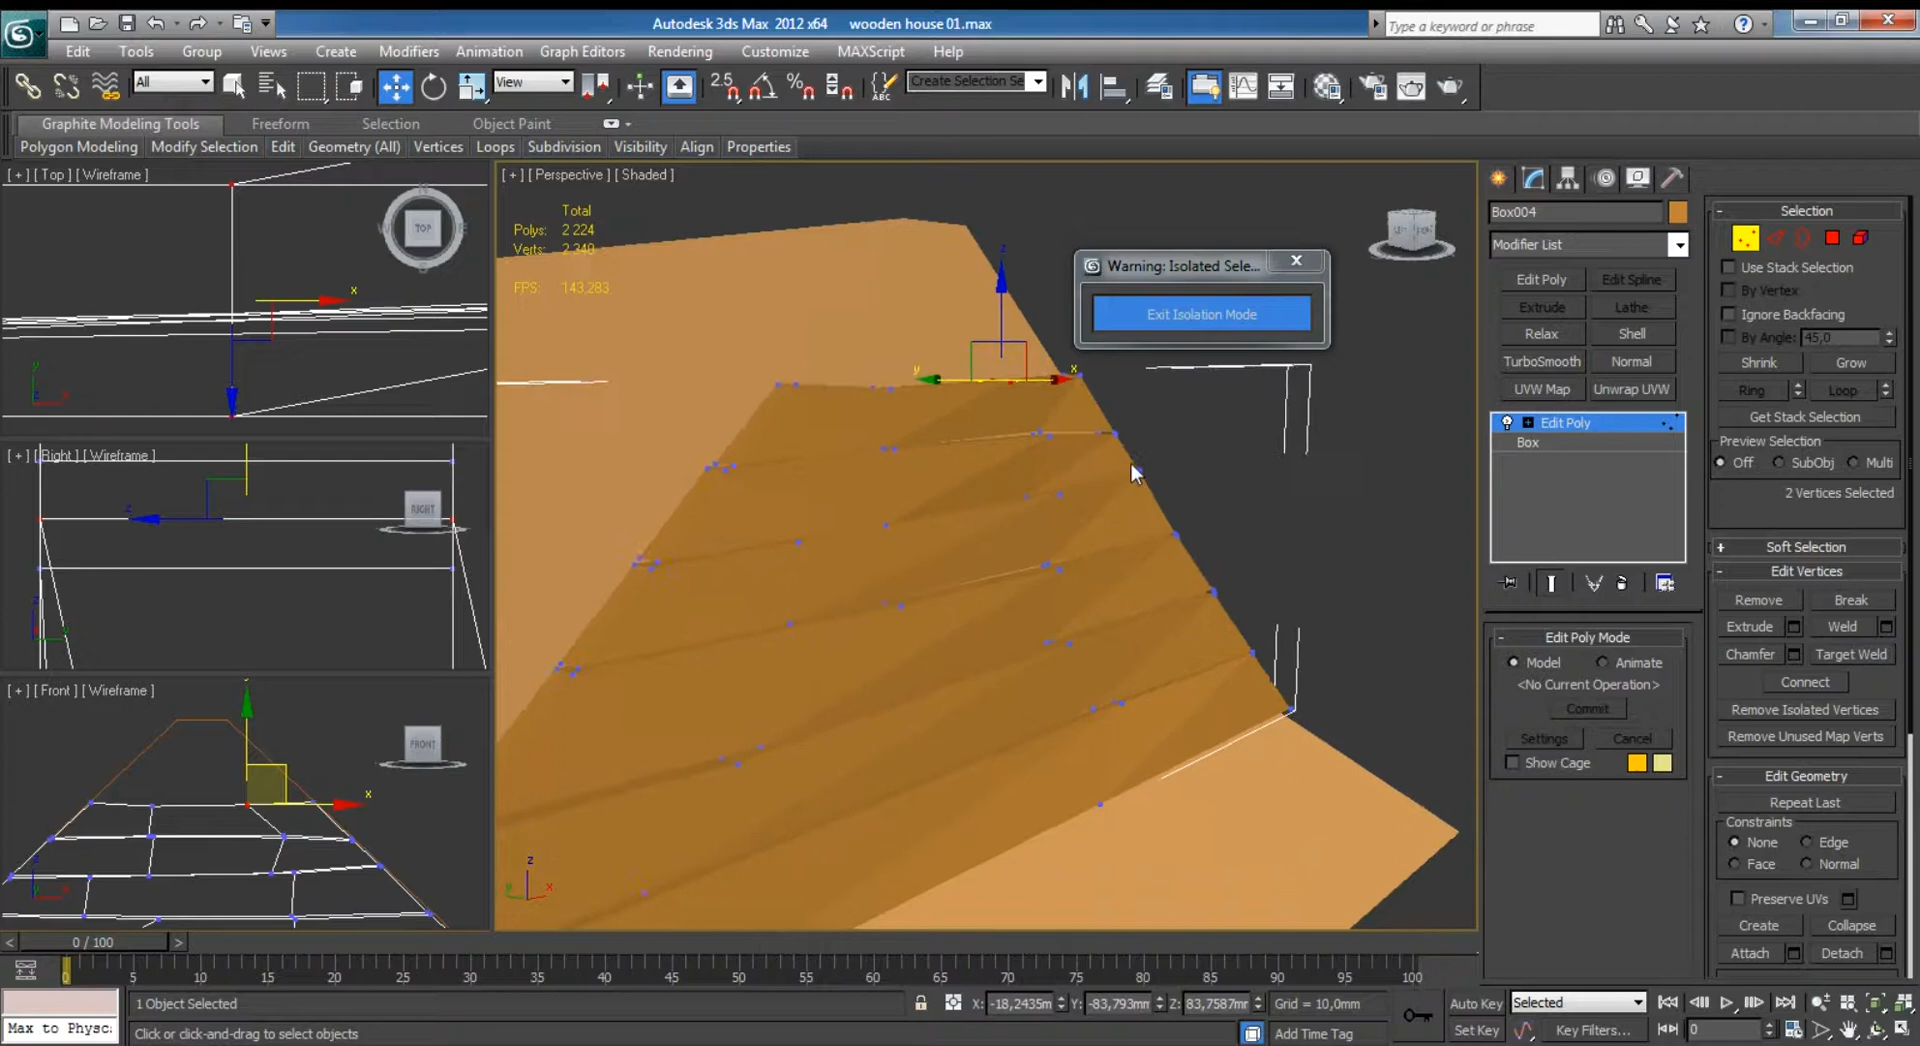 Autodesk 3ds Max 2012 x64 wooden house 01.max
Type a keyword or phrase
Edit Tools Group Views Create Modifiers Animation Graph Editors Rendering Customize MAXScript Help
All View 2.5 Create Selection Se
Graphite Modeling Tools Freeform Selection Object Paint
Polygon Modeling Modify Selection Edit Geometry (All) Vertices Loops Subdivision Visibility Align Properties
[ + ] [ Top ] [ Wireframe ]
TOP
x
y
[ + ] [ Right ] [ Wireframe ]
RIGHT
z
[ + ] [ Front ] [ Wireframe ]
FRONT
x
[ + ] [ Perspective ] [ Shaded ]
Total
Polys: 2 224
Verts: 2 340
FPS: 143,283
z
y
x
z
x
Warning: Isolated Sele...
Exit Isolation Mode
Box004
Modifier List
Edit Poly Edit Spline
Extrude Lathe
Relax Shell
TurboSmooth Normal
UVW Map Unwrap UVW
Edit Poly
Box
- Edit Poly Mode
Model Animate
<No Current Operation>
Commit
Settings Cancel
Show Cage
- Selection
Use Stack Selection
By Vertex
Ignore Backfacing
By Angle: 45,0
Shrink Grow
Ring Loop
Get Stack Selection
Preview Selection
Off SubObj Multi
2 Vertices Selected
+ Soft Selection
- Edit Vertices
Remove Break
Extrude Weld
Chamfer Target Weld
Connect
Remove Isolated Vertices
Remove Unused Map Verts
- Edit Geometry
Repeat Last
Constraints
None Edge
Face Normal
Preserve UVs
Create Collapse
Attach Detach
< 0 / 100 >
0 5 10 15 20 25 30 35 40 45 50 55 60 65 70 75 80 85 90 95 100
1 Object Selected X: -18,2435m Y: -83,793mm Z: 83,7587mr Grid = 10,0mm Auto Key Selected
Max to Physc: Click or click-and-drag to select objects Add Time Tag Set Key Key Filters... 0